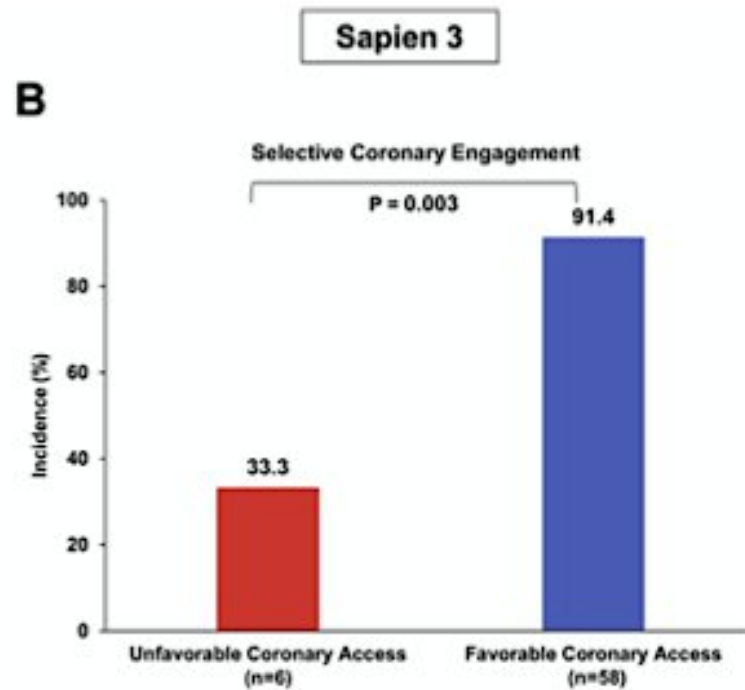 Sapien 3
B
Selective Coronary Engagement
P = 0.003
100
80
60
40
20
0
Incidence (%)
33.3
91.4
Unfavorable Coronary Access
(n=6)
Favorable Coronary Access
(n=58)